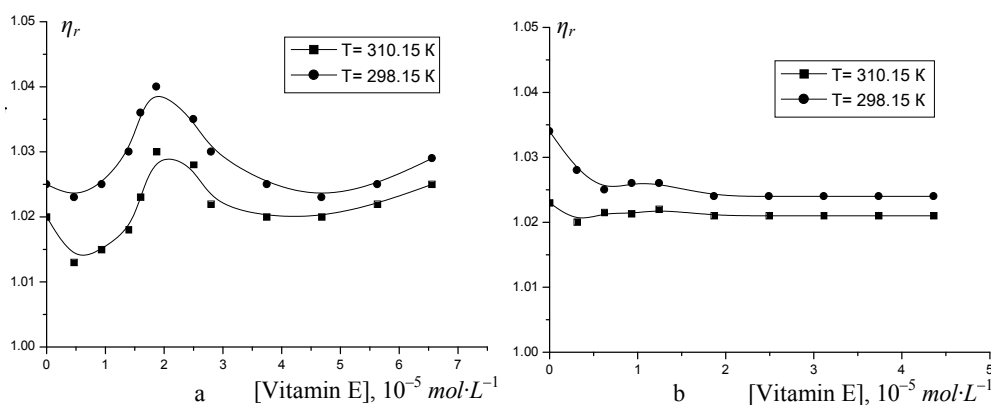 ηr
1.05
1.04
1.03
1.02
1.01
1.00
T= 310.15 K
T= 298.15 K
0 1 2 3 4 5 6 7
a [Vitamin E], 10⁻⁵ mol·L⁻¹
ηr
1.05
1.04
1.03
1.02
1.01
1.00
T= 310.15 K
T= 298.15 K
0 1 2 3 4 5
b [Vitamin E], 10⁻⁵ mol·L⁻¹